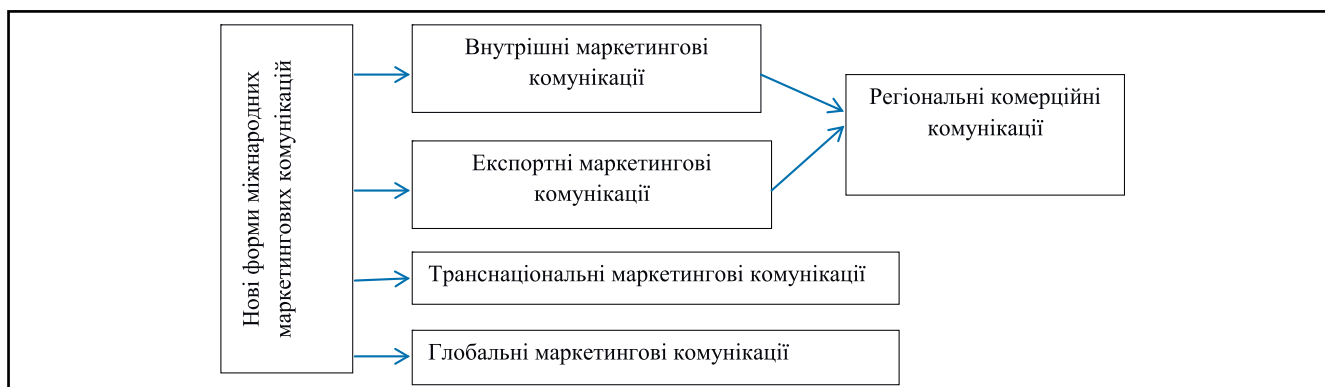 Нові форми міжнародних
маркетингових комунікацій
Внутрішні маркетингові
комунікації
Експортні маркетингові
комунікації
Транснаціональні маркетингові комунікації
Глобальні маркетингові комунікації
Регіональні комерційні
комунікації